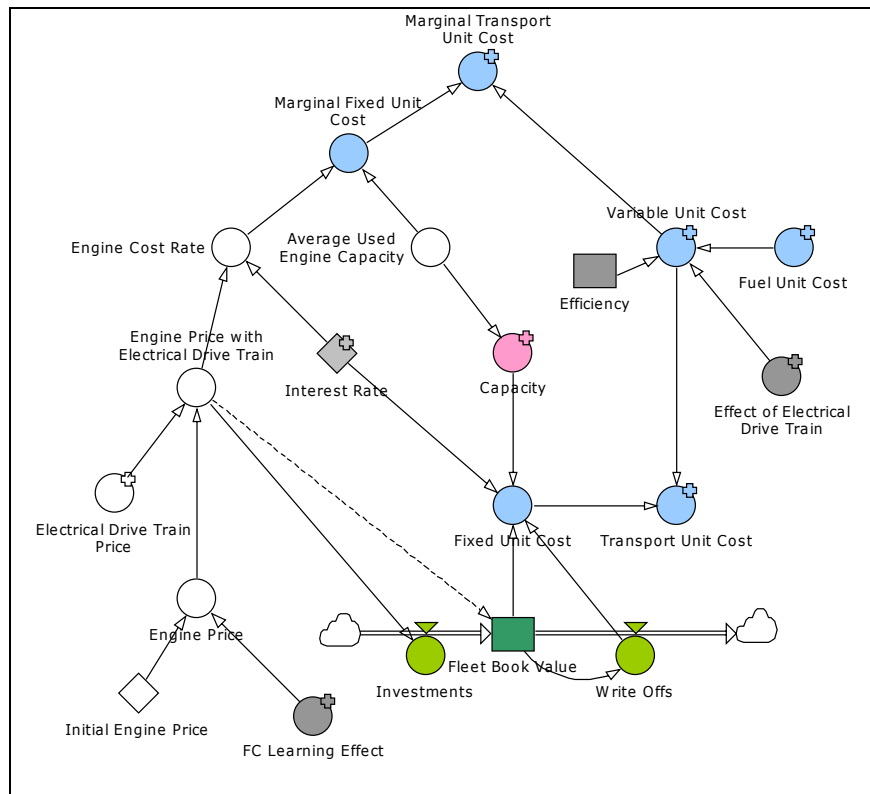 Marginal Transport
Unit Cost
Marginal Fixed Unit
Cost
Variable Unit Cost
Engine Cost Rate
Average Used
Engine Capacity
Fuel Unit Cost
Efficiency
Engine Price with
Electrical Drive Train
Interest Rate
Capacity
Effect of Electrical
Drive Train
Electrical Drive Train
Price
Fixed Unit Cost
Transport Unit Cost
Engine Price
Fleet Book Value
Investments
Write Offs
Initial Engine Price
FC Learning Effect